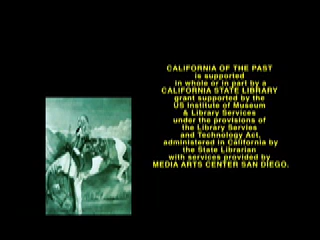 CALIFORNIA OF THE PAST
is supported
in whole or in part by a
CALIFORNIA STATE LIBRARY
grant supported by the
US Institute of Museum
& Library Services
under the provisions of
the Library Servies
and Technology Act,
administered in California by
the State Librarian
with services provided by
MEDIA ARTS CENTER SAN DIEGO.